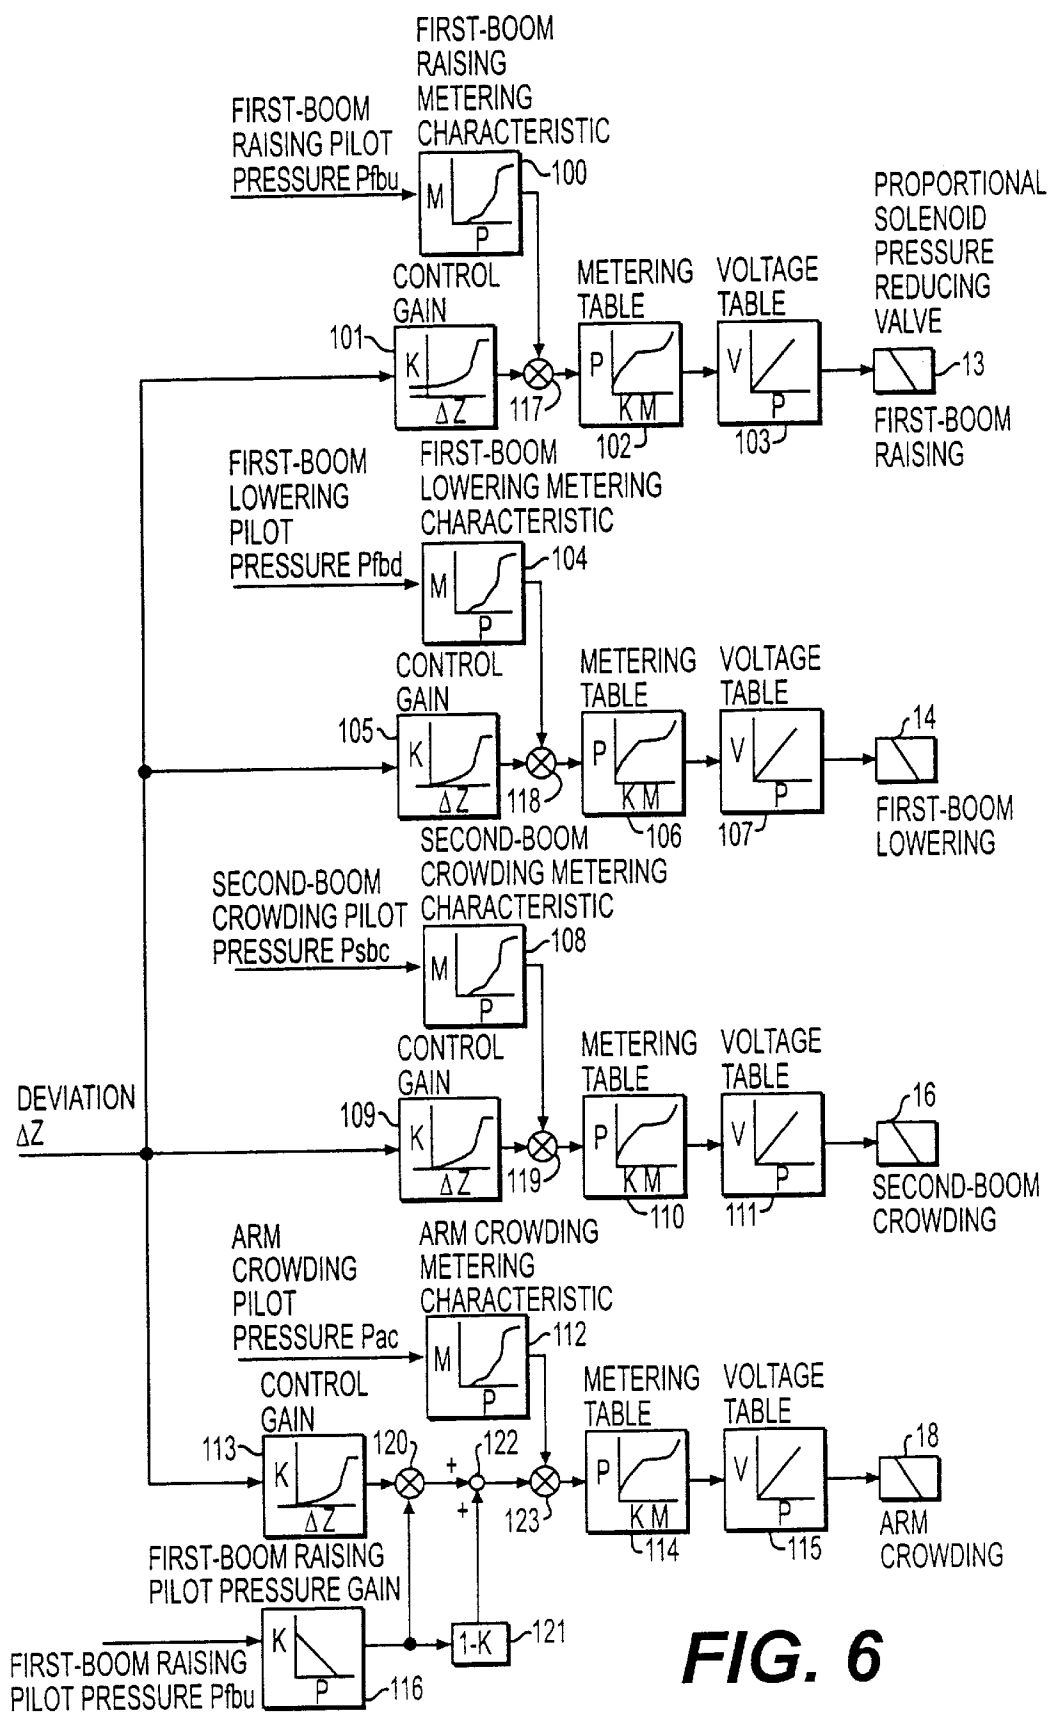 FIRST-BOOM
RAISING
METERING
CHARACTERISTIC
FIRST-BOOM
RAISING PILOT
PRESSURE Pfbu
M
P
100
CONTROL
GAIN
101
K
ΔZ
117
METERING
TABLE
P
K M
102
VOLTAGE
TABLE
V
P
103
PROPORTIONAL
SOLENOID
PRESSURE
REDUCING
VALVE
13
FIRST-BOOM
RAISING
FIRST-BOOM
LOWERING
PILOT
PRESSURE Pfbd
FIRST-BOOM
LOWERING METERING
CHARACTERISTIC
M
P
104
CONTROL
GAIN
105
K
ΔZ
118
METERING
TABLE
P
K M
106
VOLTAGE
TABLE
V
P
107
14
FIRST-BOOM
LOWERING
SECOND-BOOM
CROWDING PILOT
PRESSURE Psbc
SECOND-BOOM
CROWDING METERING
CHARACTERISTIC
M
P
108
CONTROL
GAIN
109
K
ΔZ
119
METERING
TABLE
P
K M
110
VOLTAGE
TABLE
V
P
111
16
SECOND-BOOM
CROWDING
DEVIATION
ΔZ
ARM
CROWDING
PILOT
PRESSURE Pac
ARM CROWDING
METERING
CHARACTERISTIC
M
P
112
CONTROL
GAIN
113
K
ΔZ
120
+
+
122
123
METERING
TABLE
P
K M
114
VOLTAGE
TABLE
V
P
115
18
ARM
CROWDING
FIRST-BOOM RAISING
PILOT PRESSURE GAIN
K
P
116
1-K
121
FIRST-BOOM RAISING
PILOT PRESSURE Pfbu
FIG. 6